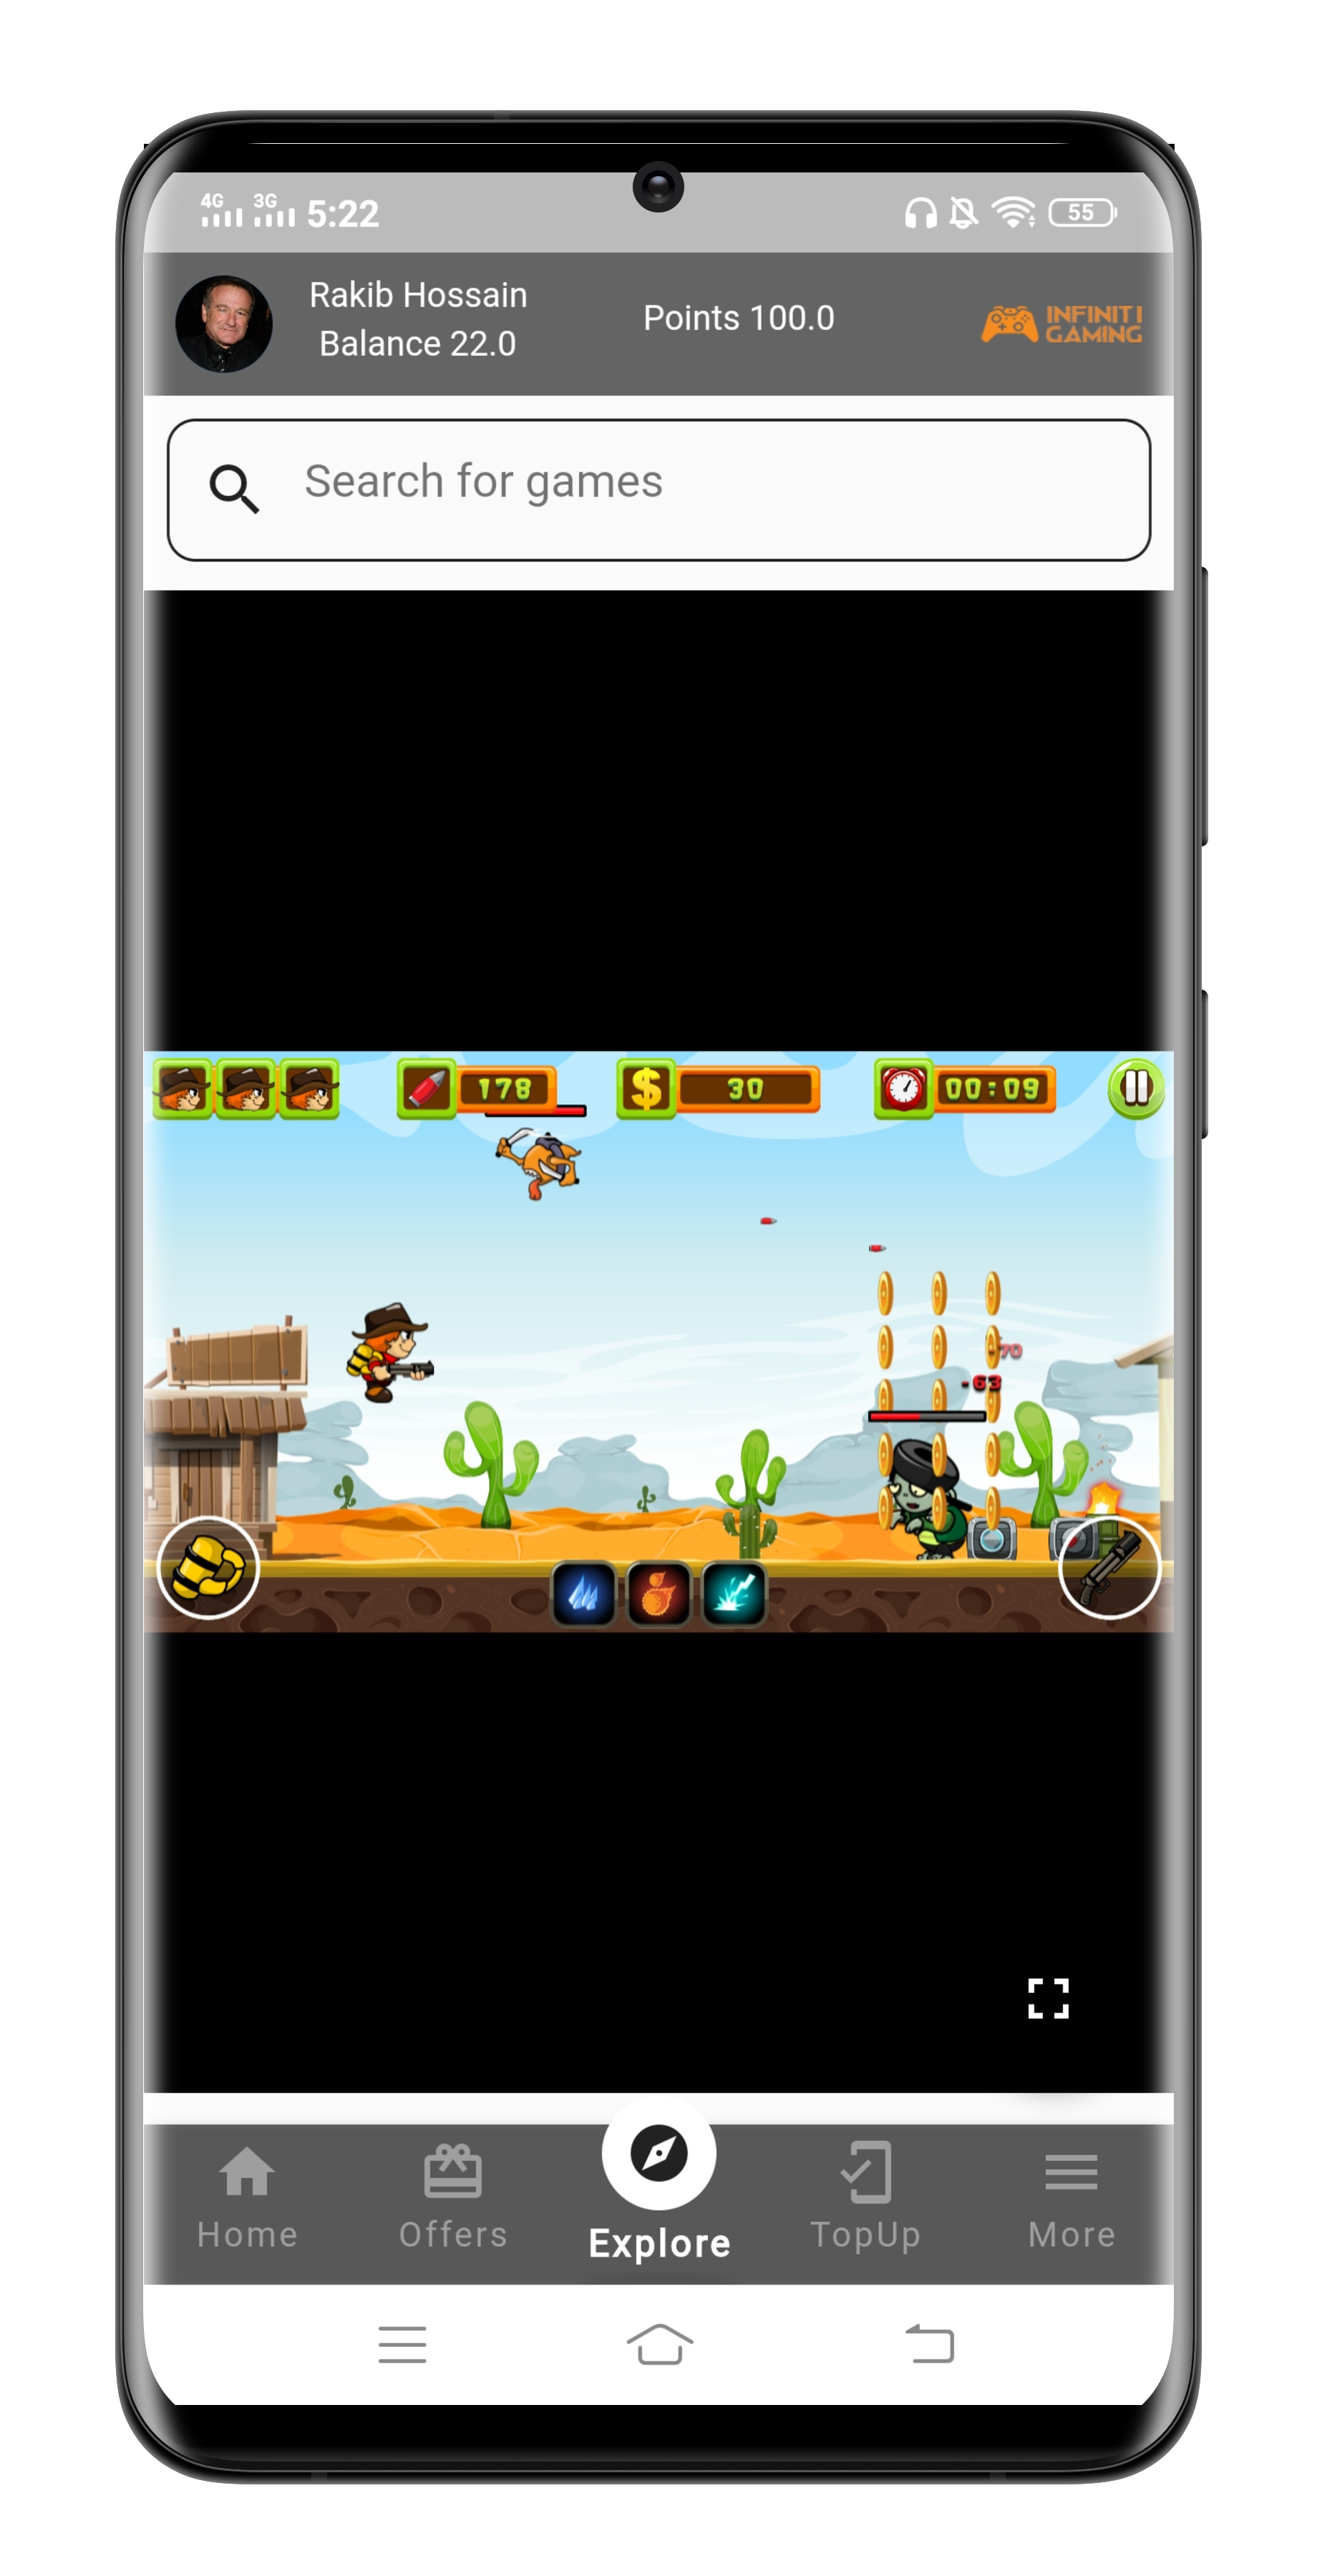 4G 3G 5:22 55
Rakib Hossain
Balance 22.0
Points 100.0
INFINITI
GAMING
Search for games
178 30 00:09
-70
-63
Home Offers Explore TopUp More